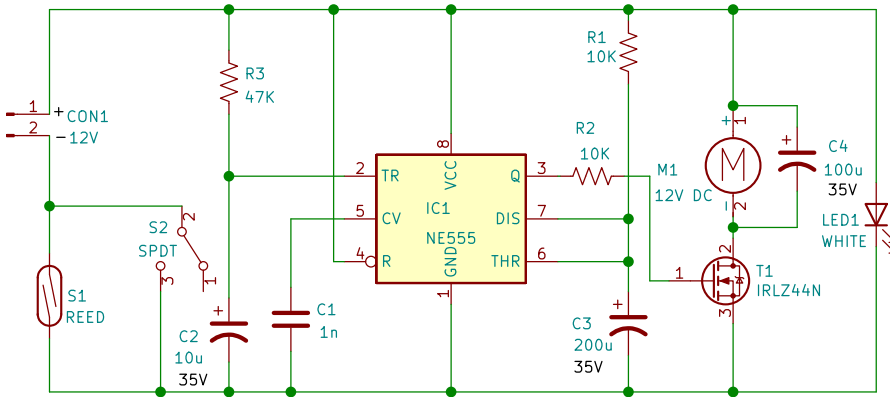 1
+
CON1
2
−
12V
R3
47K
S2
SPDT
2
3
1
S1
REED
C2
+
10u
35V
C1
1n
8
VCC
2
TR
Q
3
5
CV
IC1
DIS
7
NE555
4
R
THR
6
GND
1
R1
10K
R2
10K
+
C3
200u
35V
M1
12V DC
+
1
M
−
2
+
C4
100u
35V
LED1
WHITE
2
1
T1
IRLZ44N
3